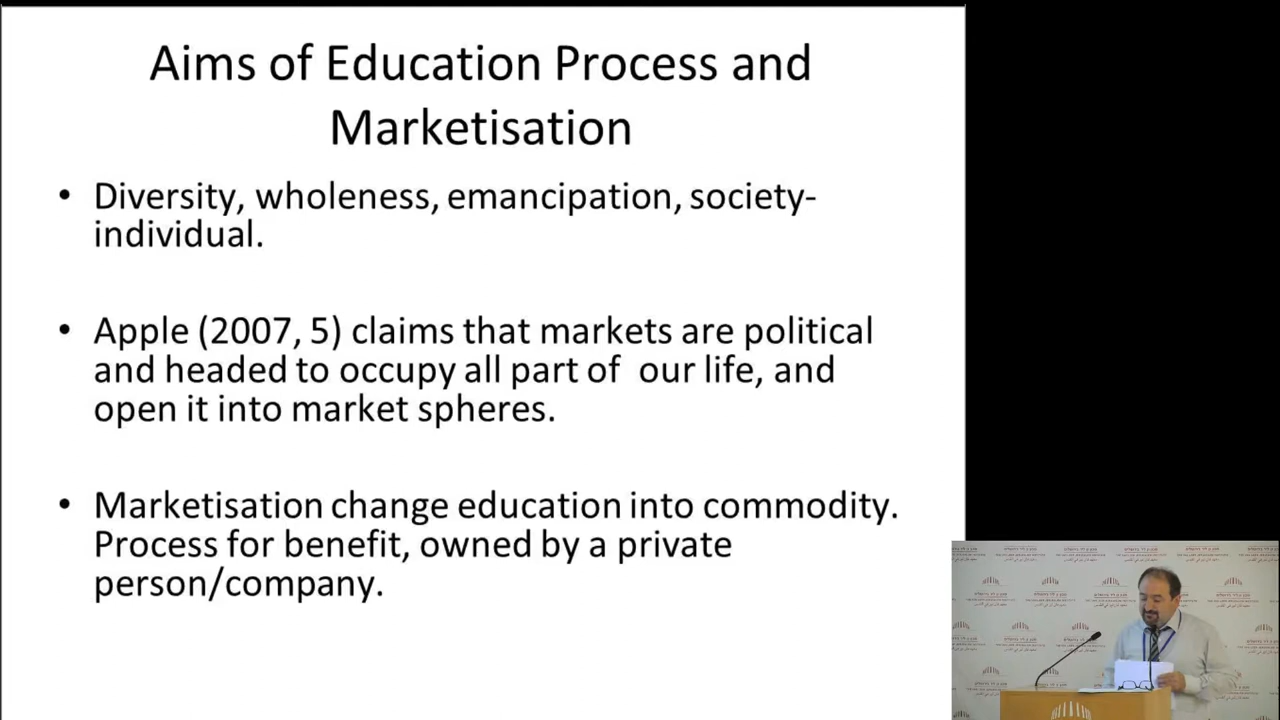 Aims of Education Process and
Marketisation
• Diversity, wholeness, emancipation, society-
individual.
• Apple (2007, 5) claims that markets are political
and headed to occupy all part of our life, and
open it into market spheres.
• Marketisation change education into commodity.
Process for benefit, owned by a private
person/company.